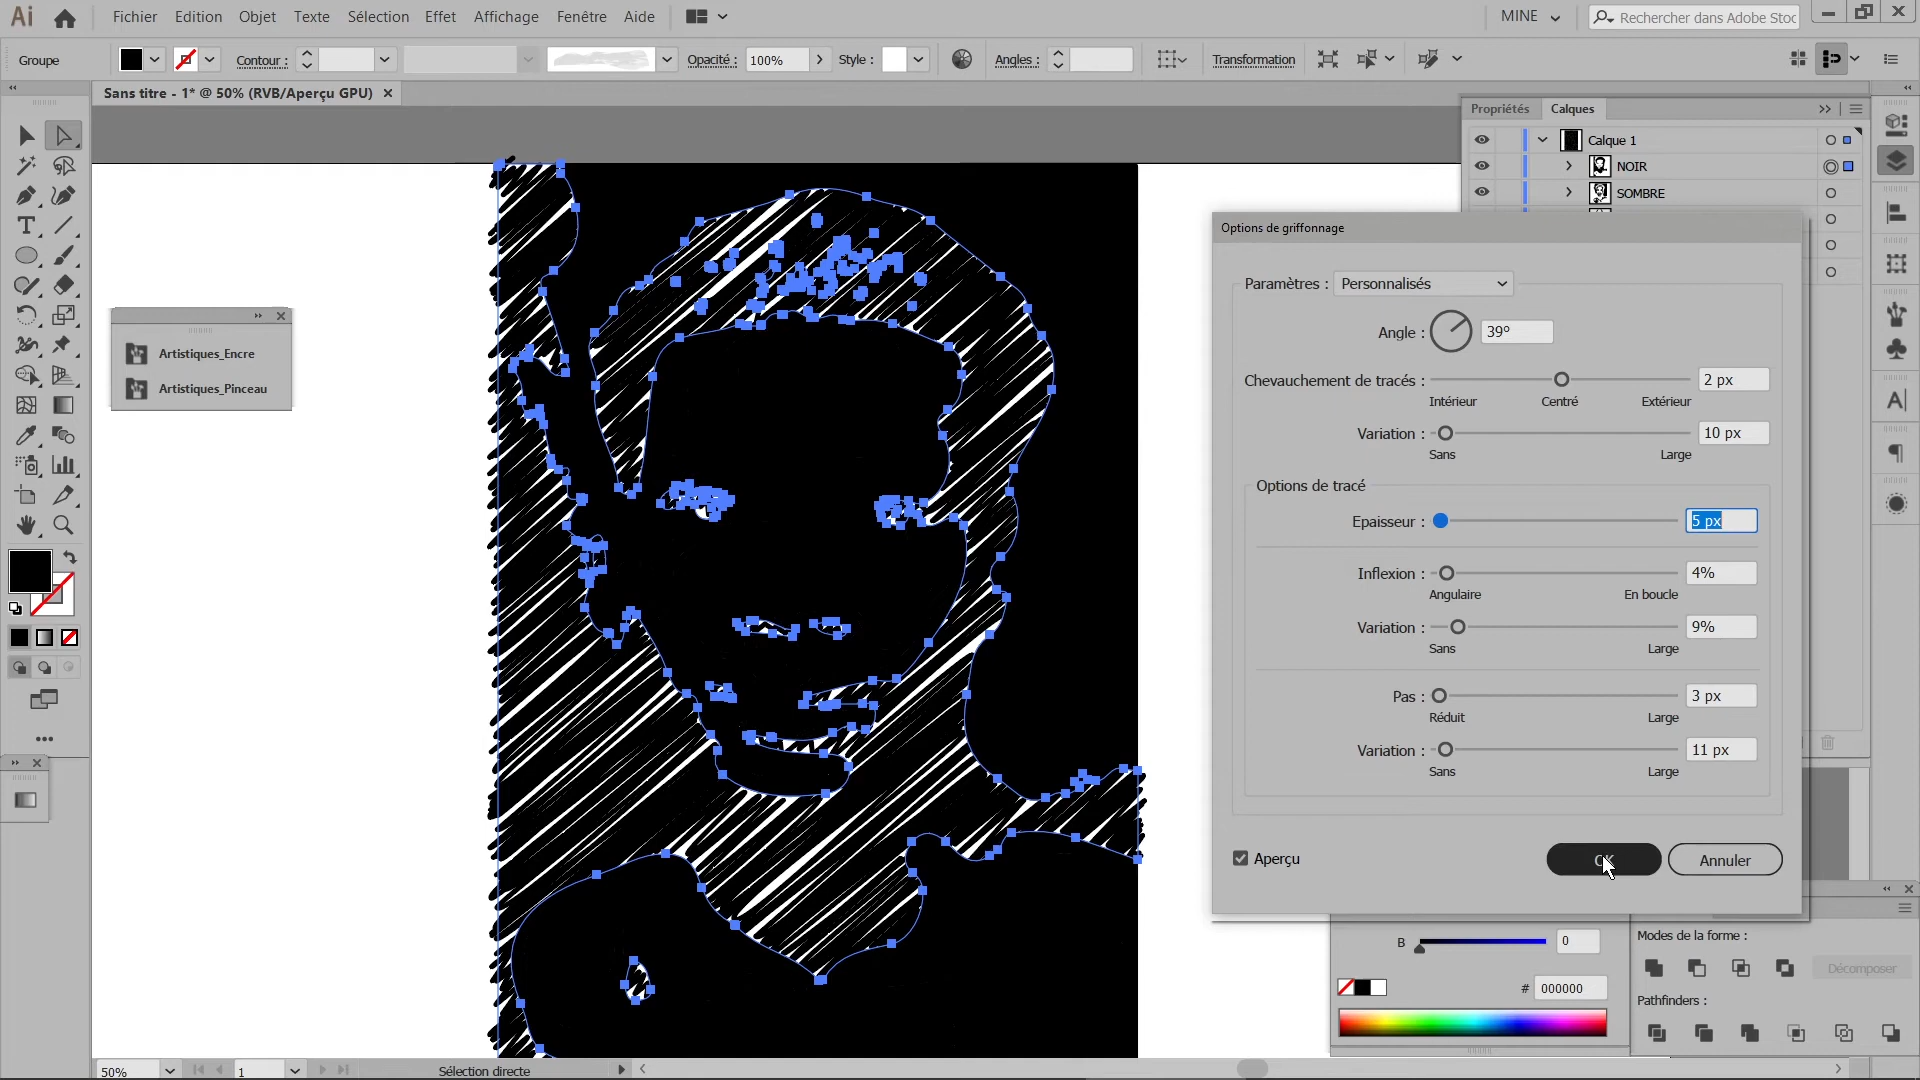 Ai
Fichier
Edition
Objet
Texte
Sélection
Effet
Affichage
Fenêtre
Aide
MINE
Rechercher dans Adobe Stoc
Groupe
Contour :
Opacité :
100%
Style :
Angles :
Transformation
Sans titre - 1* @ 50% (RVB/Aperçu GPU)
Propriétés
Calques
Calque 1
NOIR
SOMBRE
Options de griffonnage
Paramètres :
Personnalisés
Angle :
39°
Chevauchement de tracés :
2 px
Intérieur
Centré
Extérieur
Variation :
10 px
Sans
Large
Options de tracé
Epaisseur :
5 px
Inflexion :
4%
Angulaire
En boucle
Variation :
9%
Sans
Large
Pas :
3 px
Réduit
Large
Variation :
11 px
Sans
Large
Aperçu
OK
Annuler
Artistiques_Encre
Artistiques_Pinceau
B
0
#
000000
Modes de la forme :
Décomposer
Pathfinders :
50%
1
Sélection directe